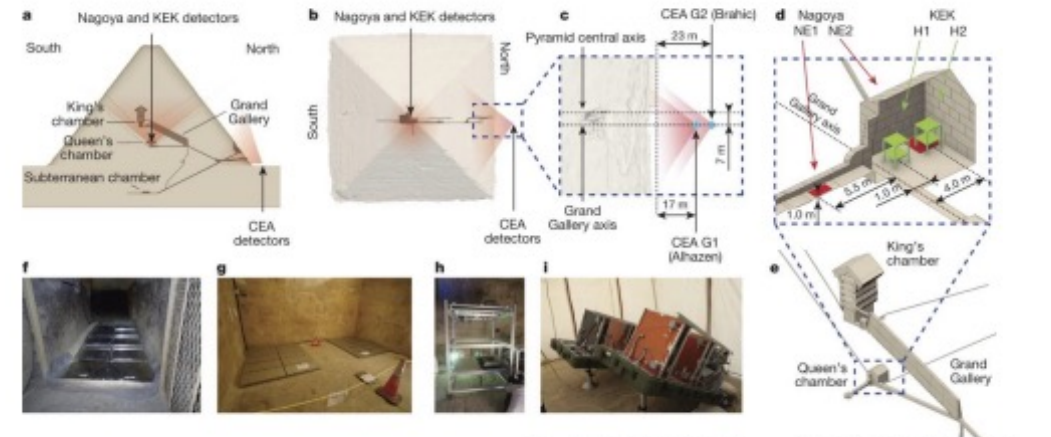 a
Nagoya and KEK detectors
South
North
King's
chamber
Grand
Gallery
Queen's
chamber
Subterranean chamber
CEA
detectors
b
Nagoya and KEK detectors
North
South
CEA
detectors
c
CEA G2 (Brahic)
23 m
Pyramid central axis
7 m
17 m
Grand
Gallery axis
CEA G1
(Alhazen)
d
Nagoya
NE1 NE2
KEK
H1 H2
Grand
Gallery axis
5.5 m
1.0 m
4.0 m
1.0 m
e
King's
chamber
Queen's
chamber
Grand
Gallery
f
g
h
i